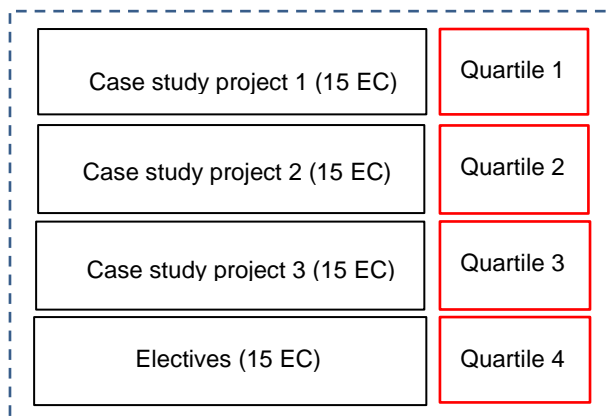 Case study project 1 (15 EC)
Quartile 1
Case study project 2 (15 EC)
Quartile 2
Case study project 3 (15 EC)
Quartile 3
Electives (15 EC)
Quartile 4